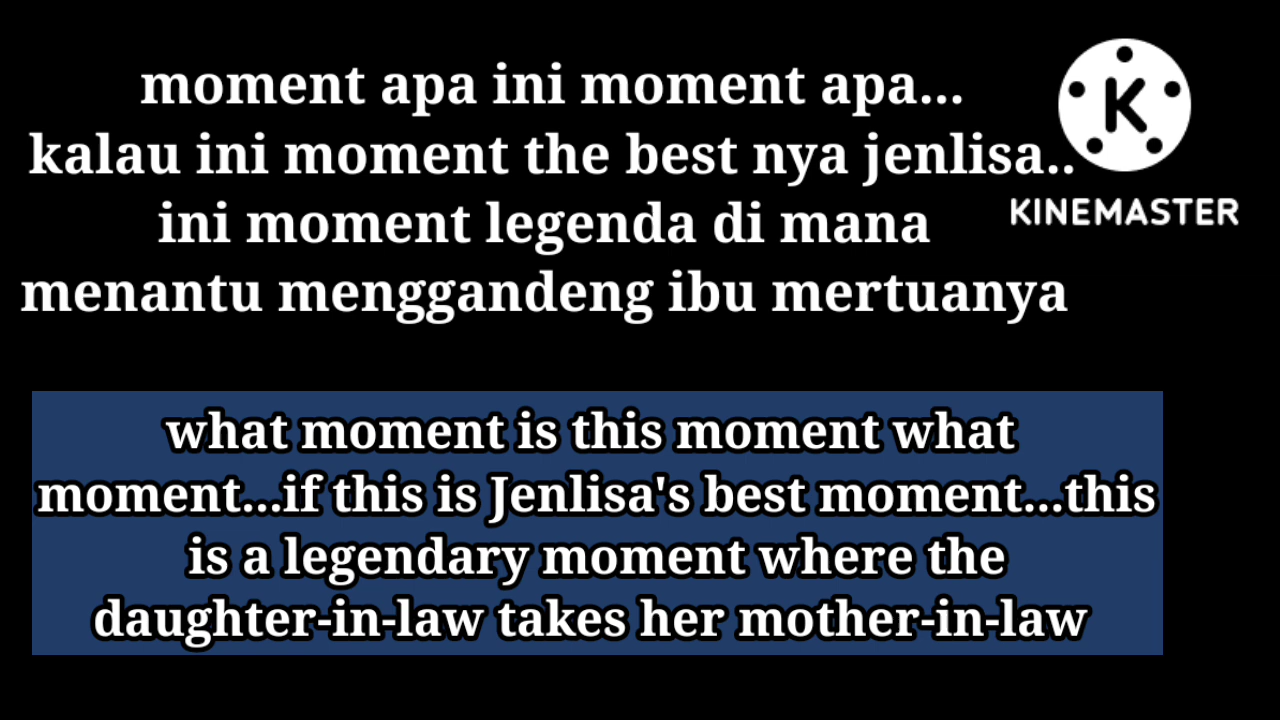 moment apa ini moment apa...
kalau ini moment the best nya jenlisa..
ini moment legenda di mana
menantu menggandeng ibu mertuanya
K
KINEMASTER
what moment is this moment what
moment...if this is Jenlisa's best moment...this
is a legendary moment where the
daughter-in-law takes her mother-in-law